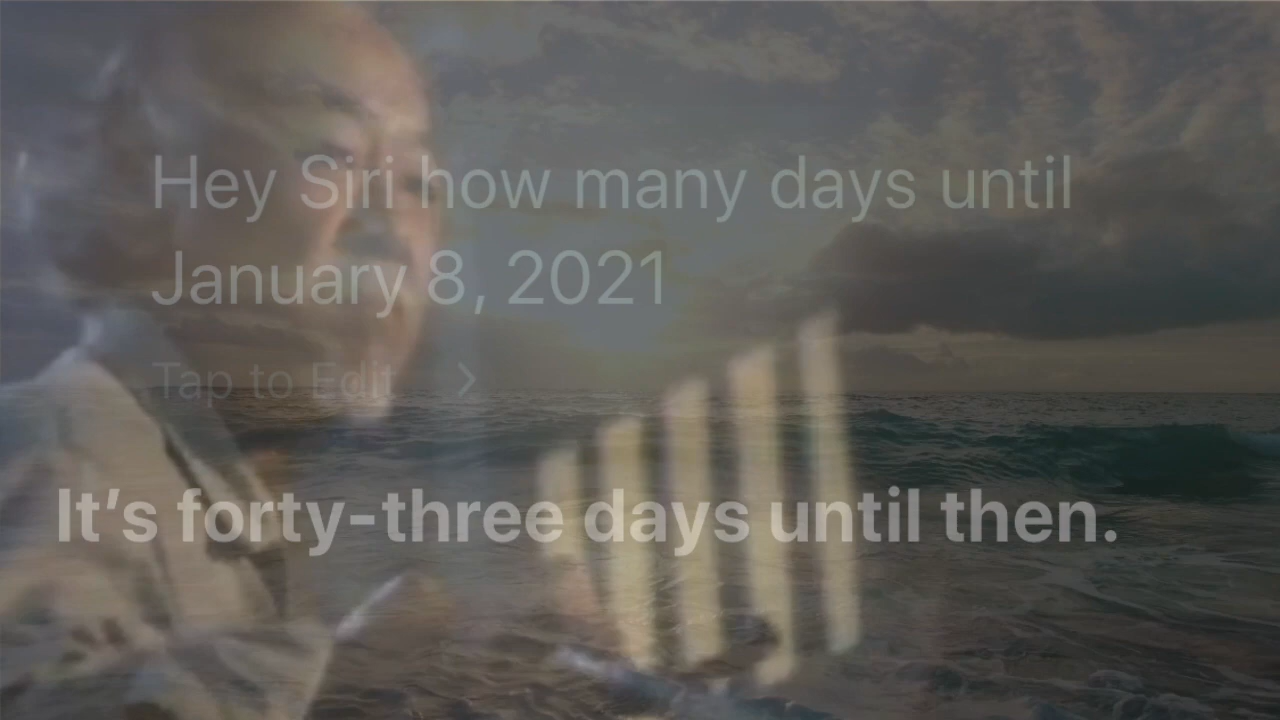 Hey Siri how many days until
January 8, 2021
Tap to Edit >
It’s forty-three days until then.